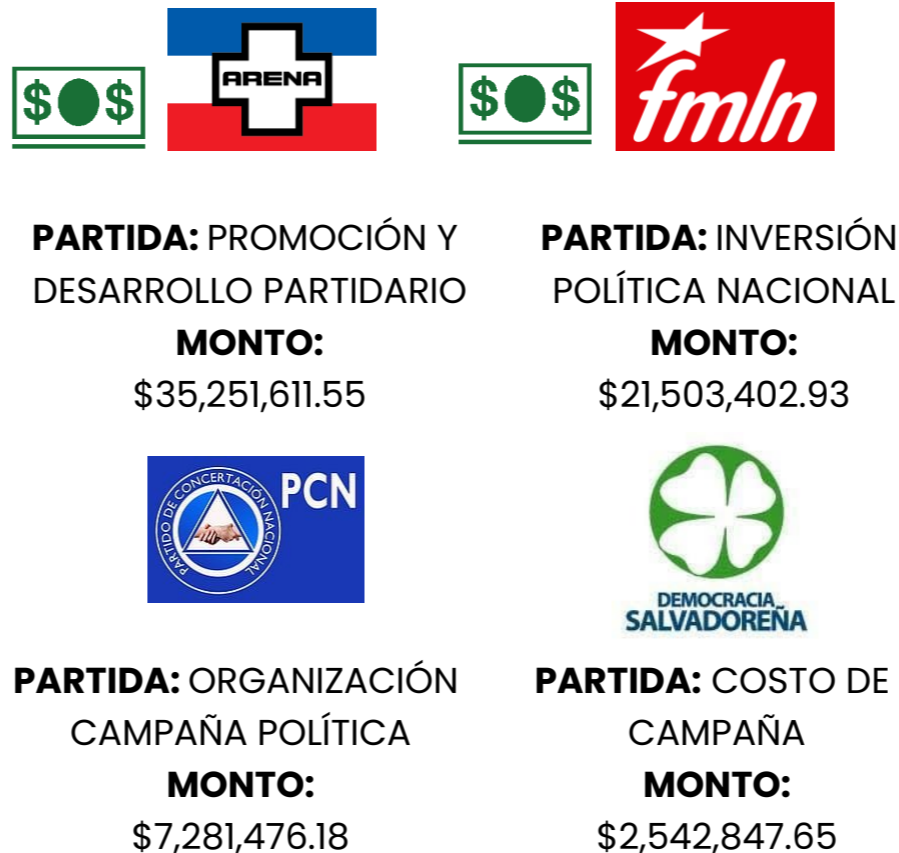 $ $
ARENA
$ $
fmln
PARTIDA: PROMOCIÓN Y
DESARROLLO PARTIDARIO
MONTO:
$35,251,611.55
PARTIDA: INVERSIÓN
POLÍTICA NACIONAL
MONTO:
$21,503,402.93
PARTIDO DE CONCERTACIÓN NACIONAL
PCN
DEMOCRACIA
SALVADOREÑA
PARTIDA: ORGANIZACIÓN
CAMPAÑA POLÍTICA
MONTO:
$7,281,476.18
PARTIDA: COSTO DE
CAMPAÑA
MONTO:
$2,542,847.65